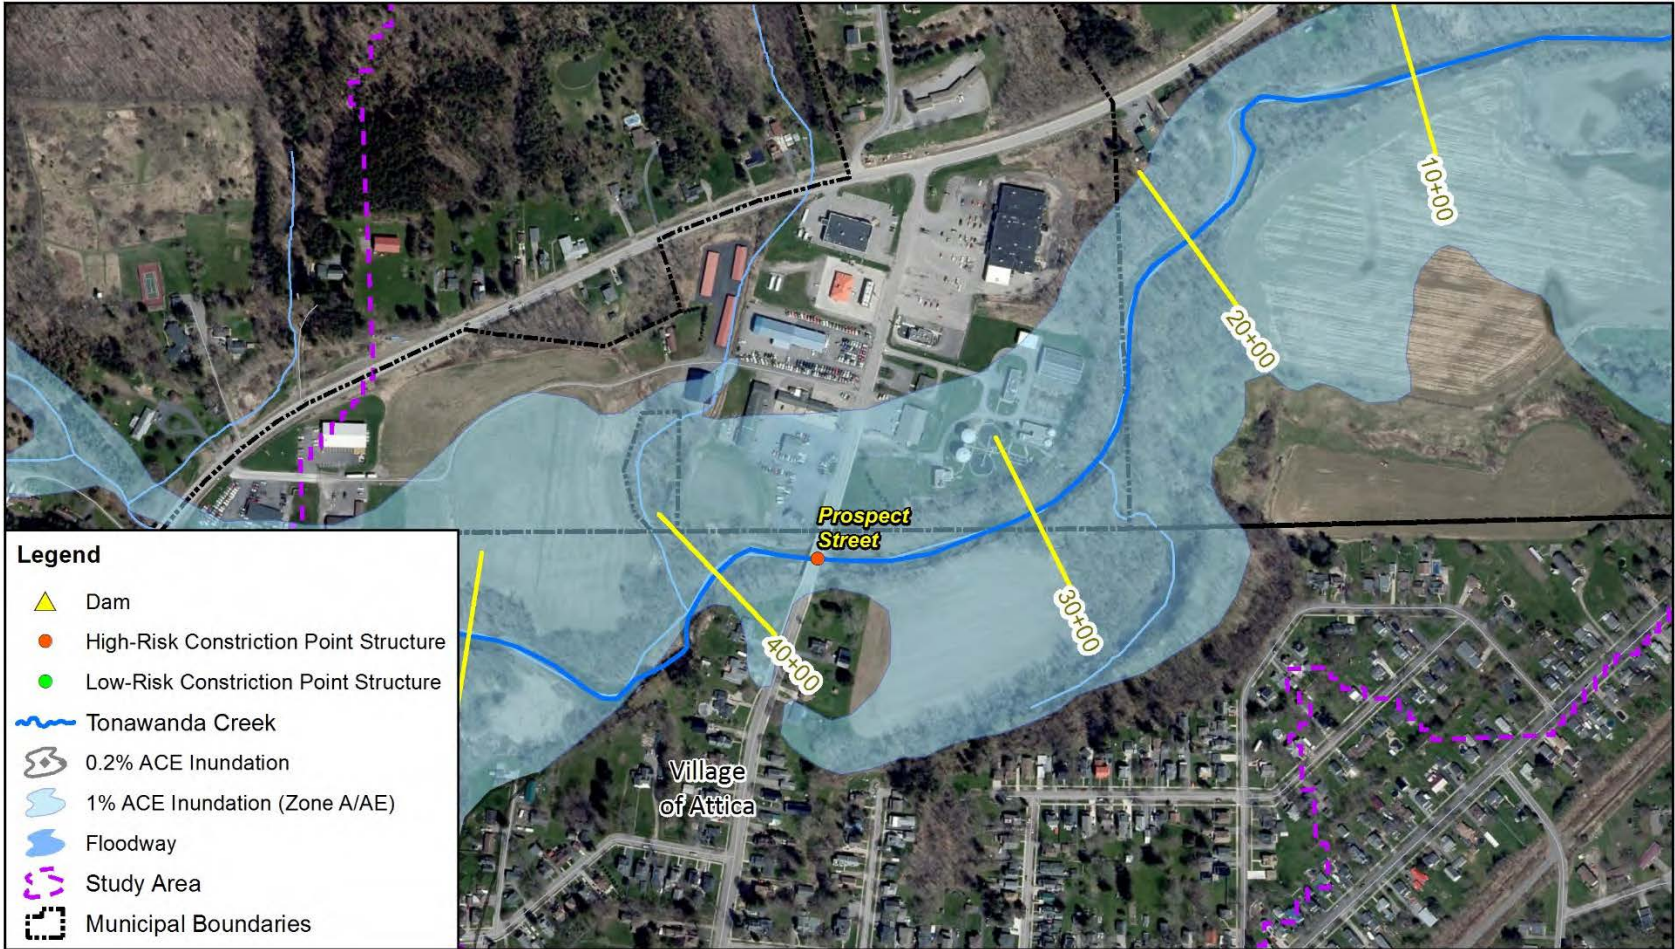 10+00
20+00
Prospect
Street
30+00
40+00
Village
of Attica
Legend
Dam
High-Risk Constriction Point Structure
Low-Risk Constriction Point Structure
Tonawanda Creek
0.2% ACE Inundation
1% ACE Inundation (Zone A/AE)
Floodway
Study Area
Municipal Boundaries